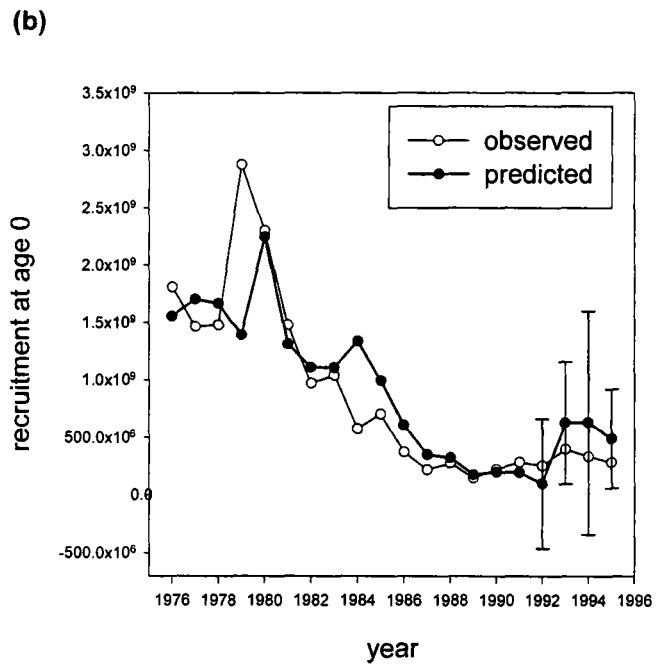 (b)
3.5x10⁹
3.0x10⁹
2.5x10⁹
2.0x10⁹
1.5x10⁹
1.0x10⁹
500.0x10⁶
0.0
-500.0x10⁶
recruitment at age 0
observed
predicted
1976 1978 1980 1982 1984 1986 1988 1990 1992 1994 1996
year